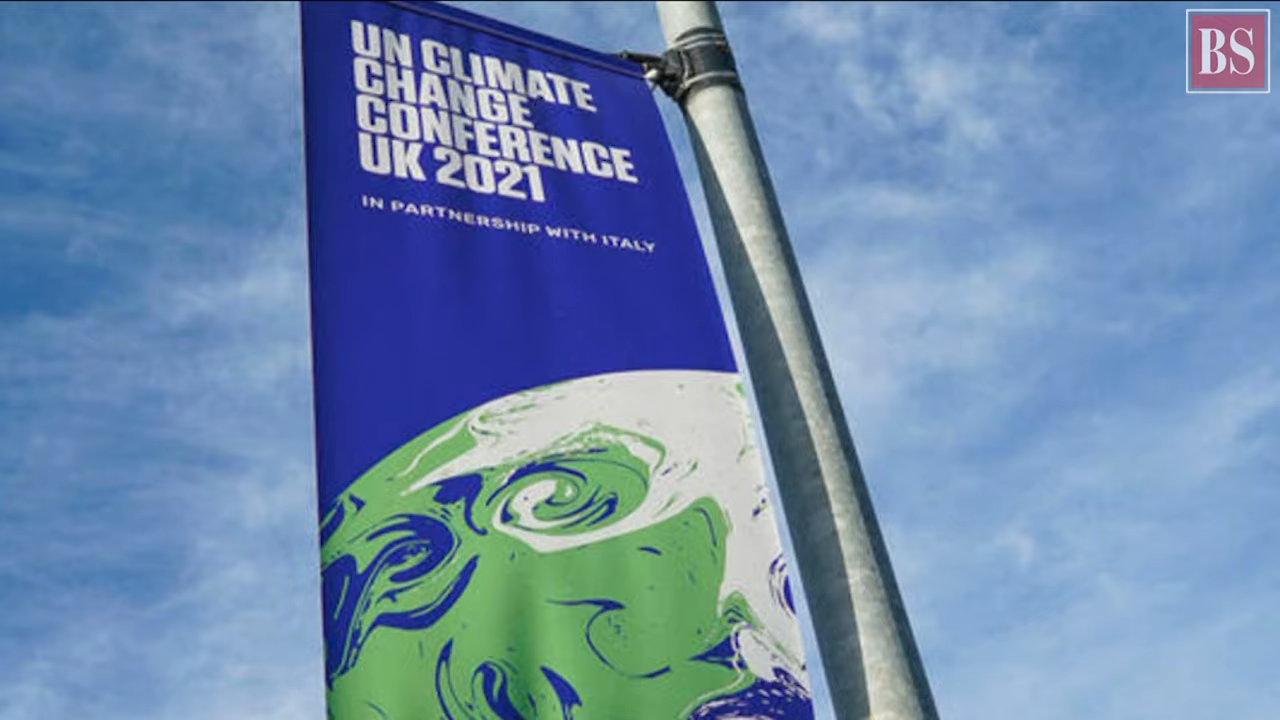 UN CLIMATE
CHANGE
CONFERENCE
UK 2021
IN PARTNERSHIP WITH ITALY
BS